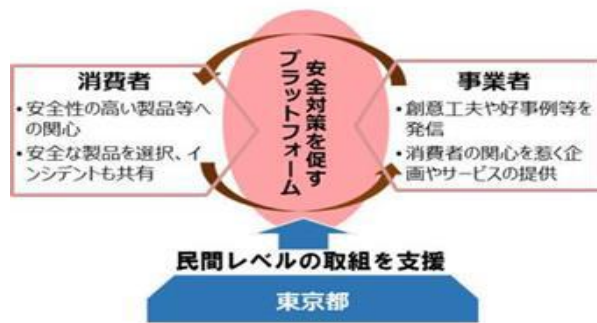 消費者
・安全性の高い製品等へ
の関心
・安全な製品を選択、イ
ンシデントも共有
安全対策を促す
プラットフォーム
事業者
・創意工夫や好事例等を
発信
・消費者の関心を惹く企
画やサービスの提供
民間レベルの取組を支援
東京都